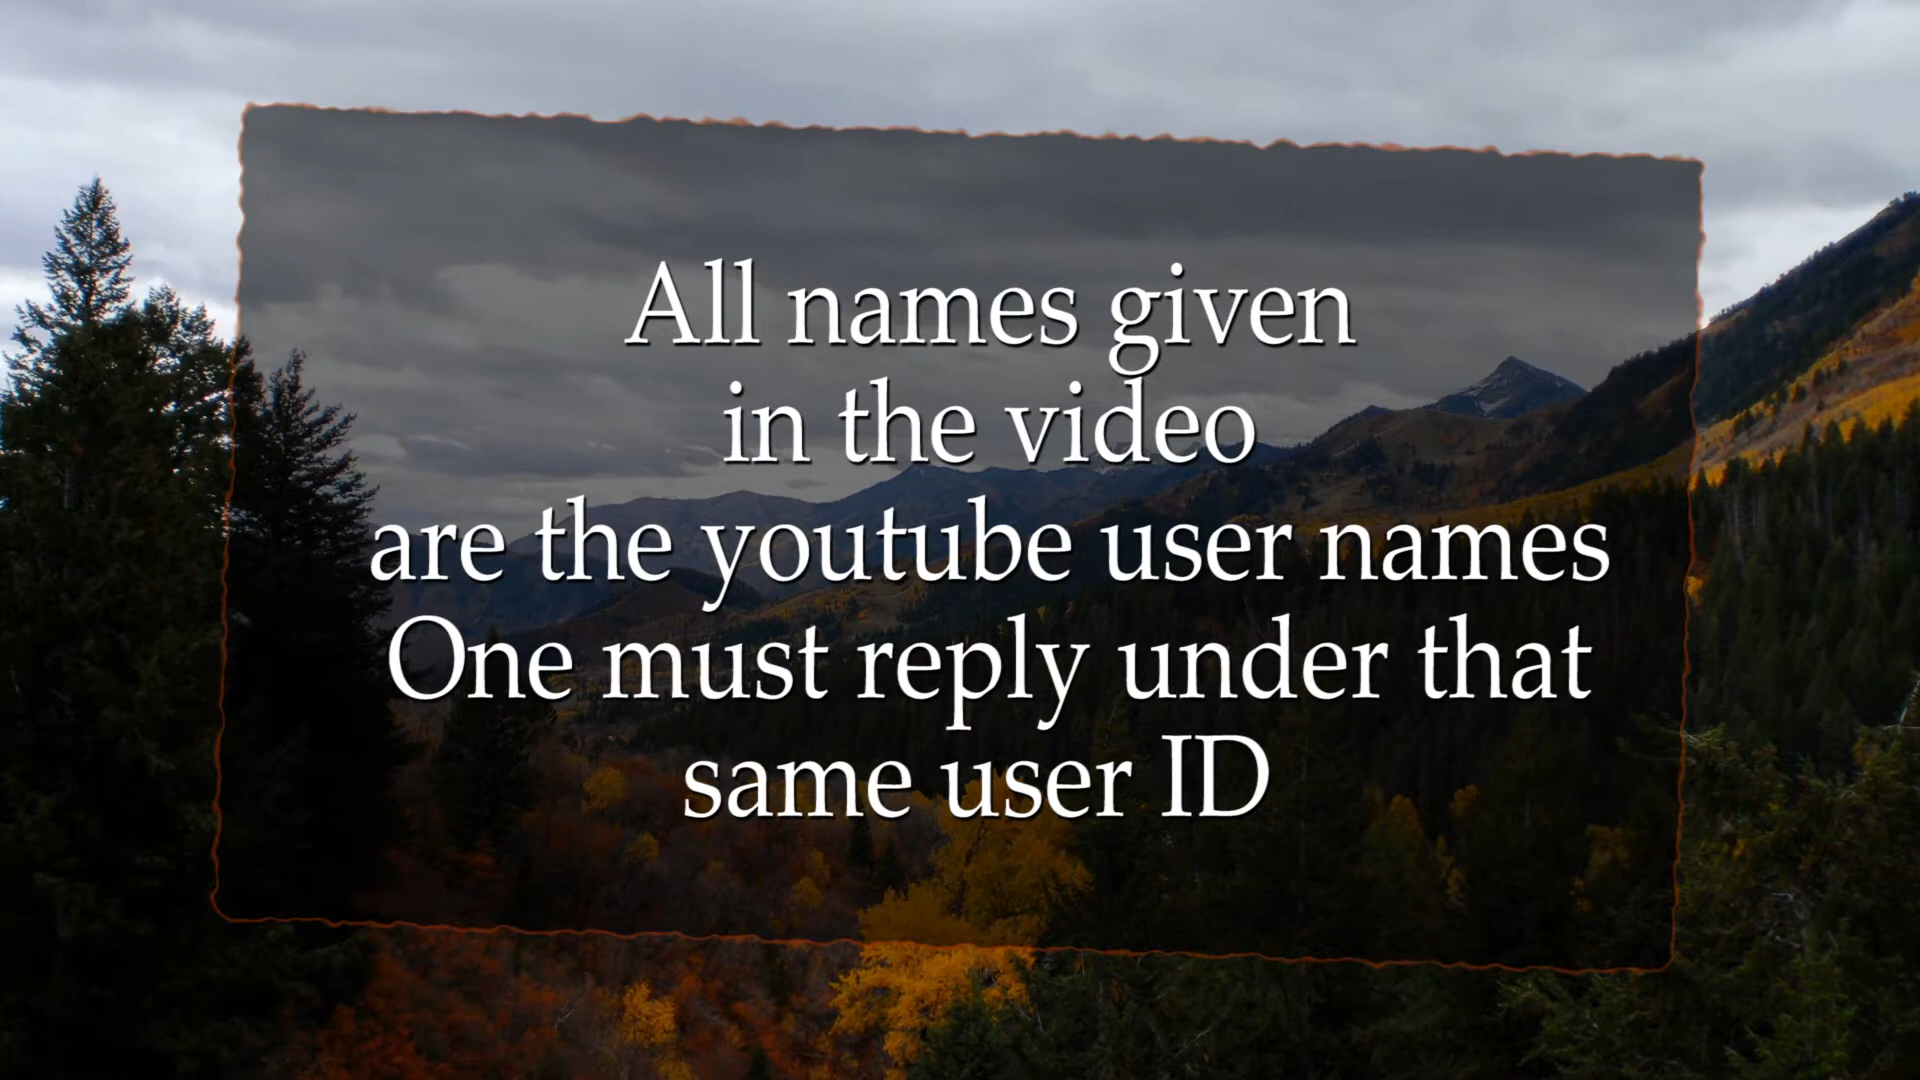 All names given
in the video
are the youtube user names
One must reply under that
same user ID